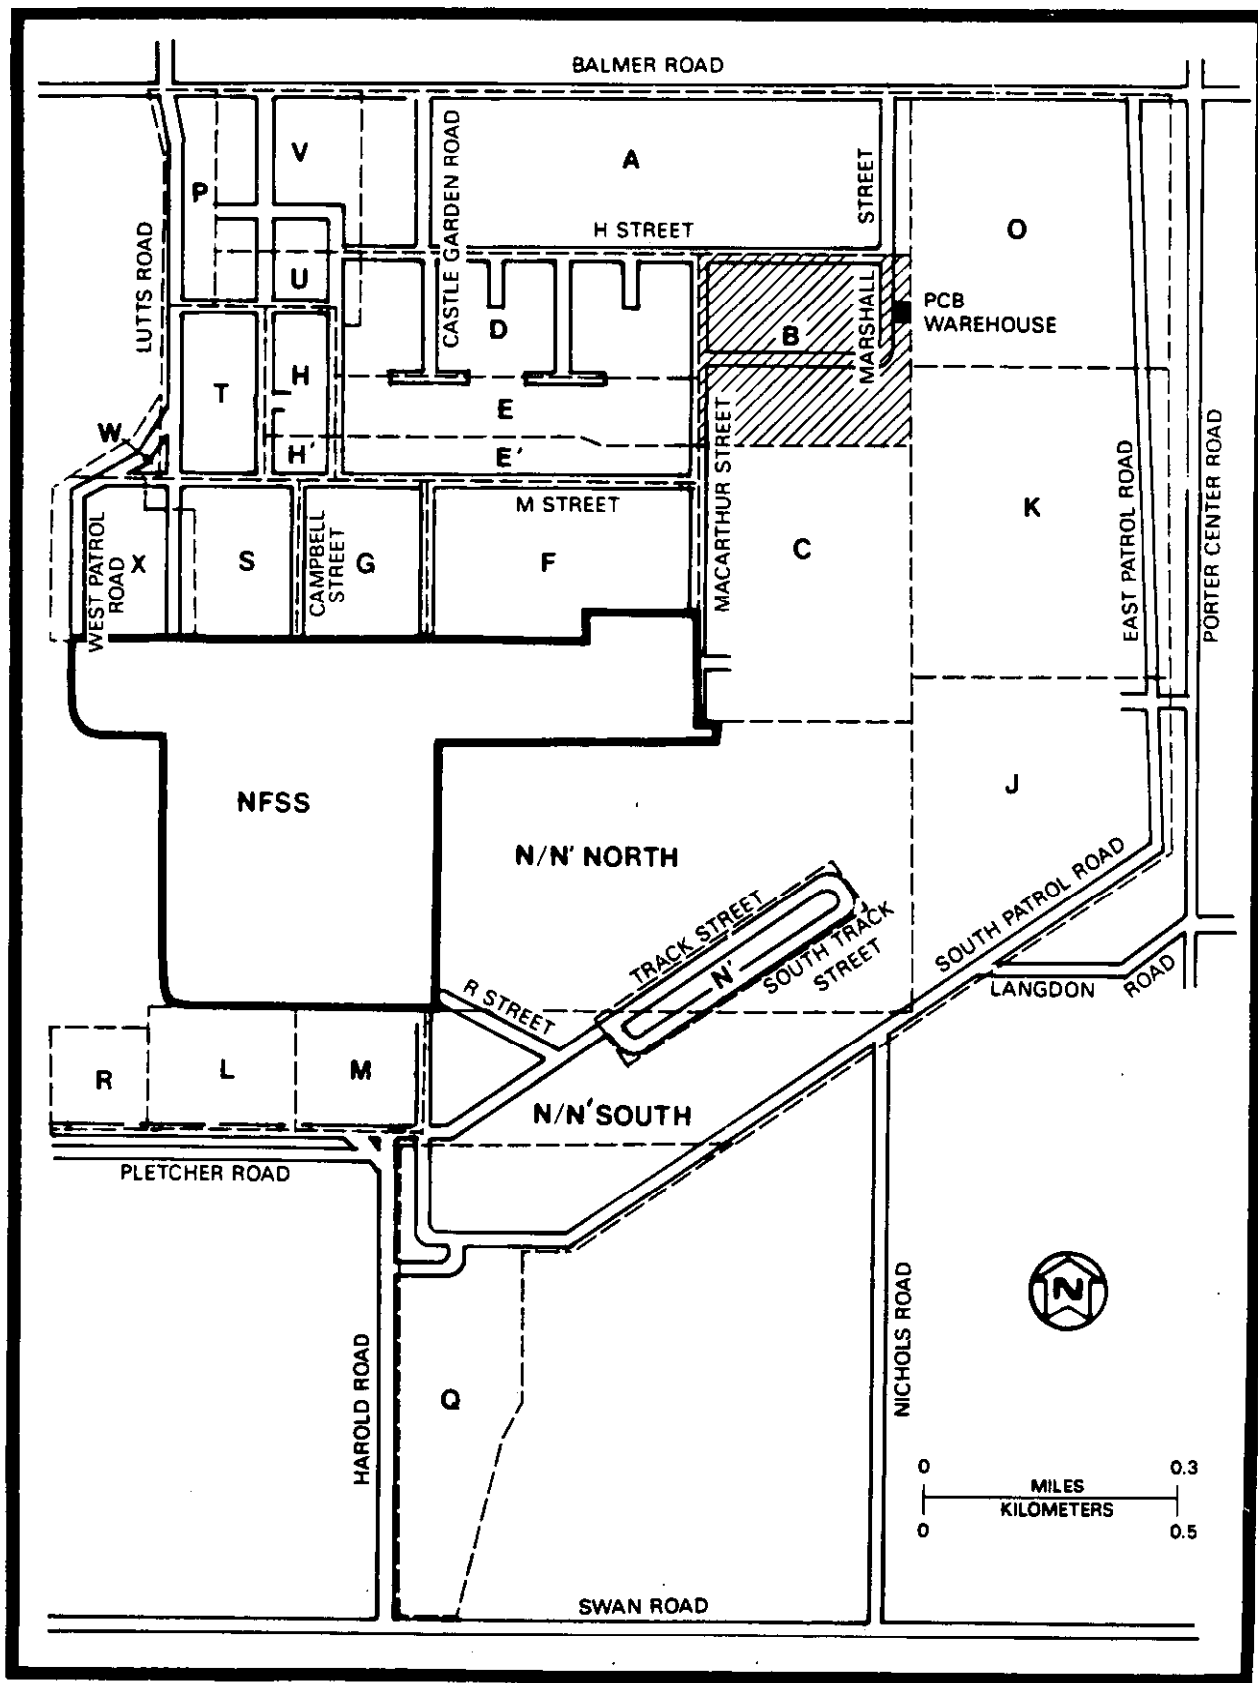 BALMER ROAD
V
A
P
CASTLE GARDEN ROAD
STREET
H STREET
O
LUTTS ROAD
U
D
B
MARSHALL
PCB
WAREHOUSE
T
H
E
W
H'
E'
M STREET
MACARTHUR STREET
EAST PATROL ROAD
PORTER CENTER ROAD
K
C
WEST PATROL
ROAD
X
S
CAMPBELL
STREET
G
F
NFSS
J
N/N' NORTH
TRACK STREET
N'
SOUTH TRACK
STREET
SOUTH PATROL ROAD
R STREET
LANGDON
ROAD
R
L
M
N/N' SOUTH
PLETCHER ROAD
HAROLD ROAD
Q
NICHOLS ROAD
N
0 0.3
MILES
KILOMETERS
0 0.5
SWAN ROAD